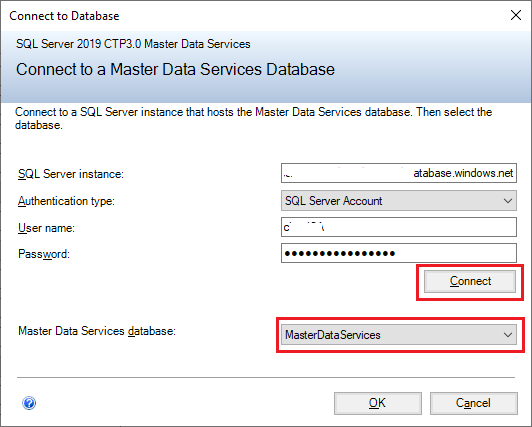 Connect to Database
SQL Server 2019 CTP3.0 Master Data Services
Connect to a Master Data Services Database
Connect to a SQL Server instance that hosts the Master Data Services database. Then select the
database.
SQL Server instance: atabase.windows.net
Authentication type: SQL Server Account
User name:
Password: ●●●●●●●●●●●●●●●●
Connect
Master Data Services database: MasterDataServices
OK Cancel